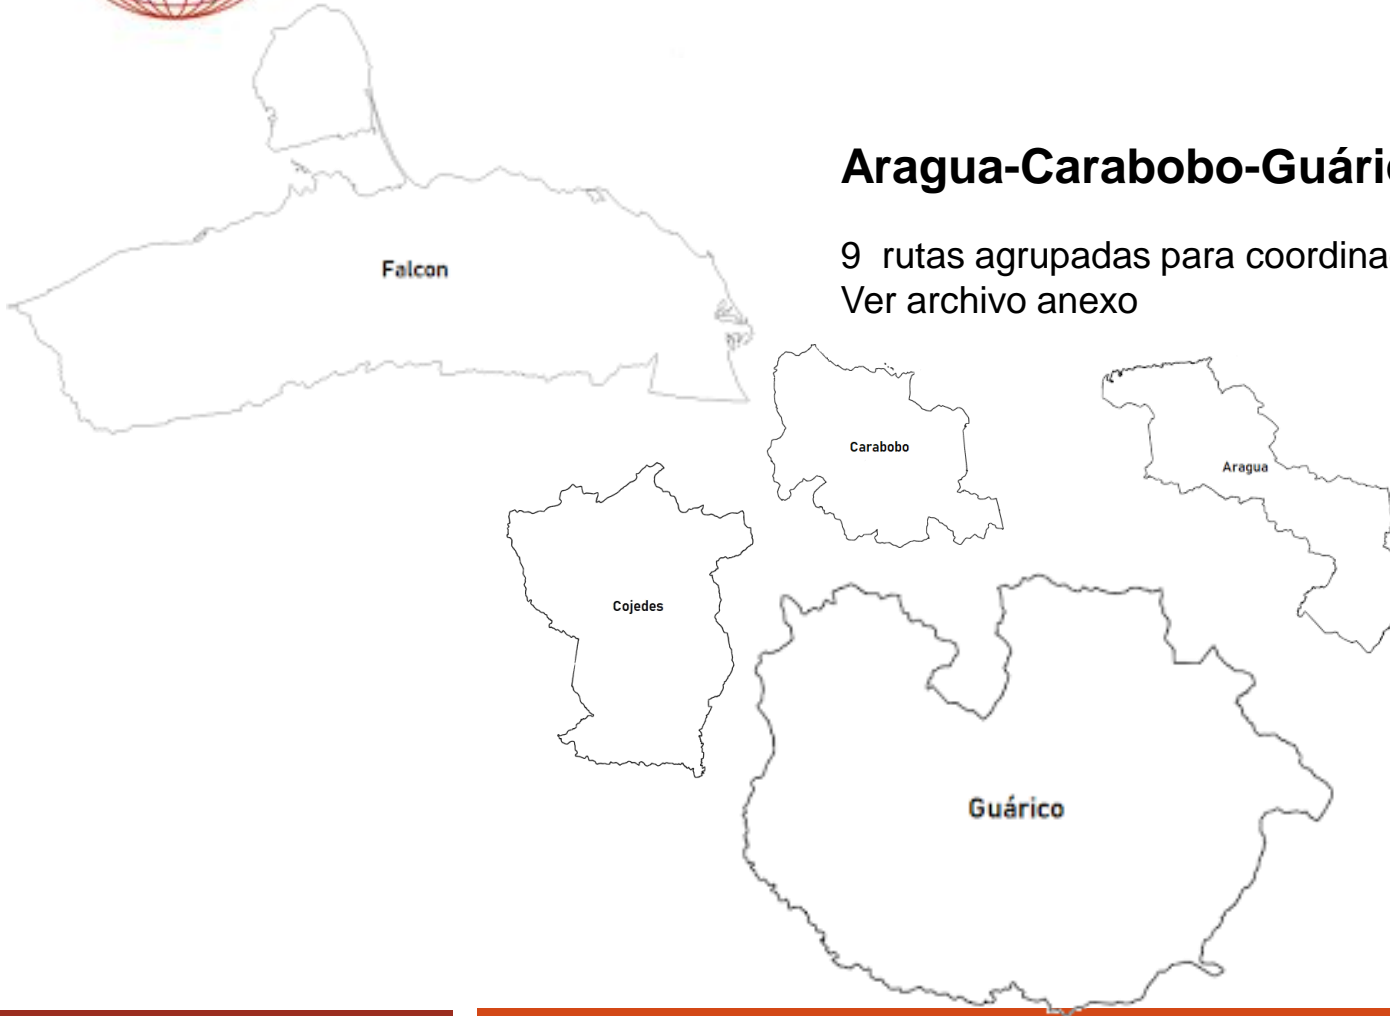 Aragua-Carabobo-Guári
9 rutas agrupadas para coordina
Ver archivo anexo
Falcon
Carabobo
Aragua
Cojedes
Guárico